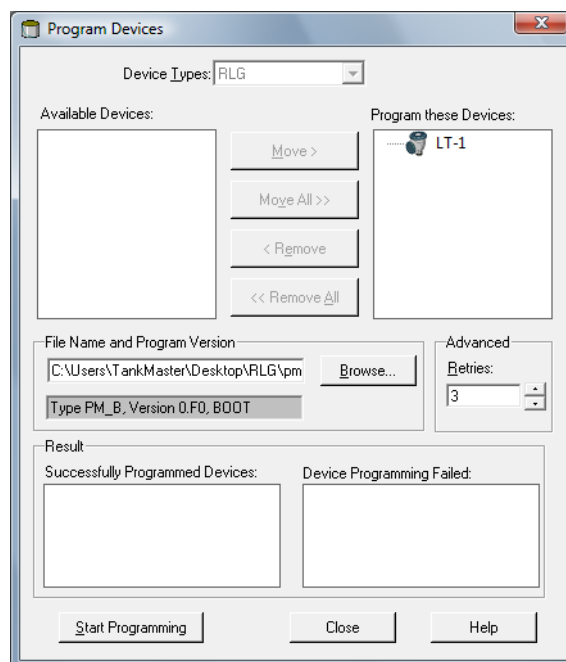 Program Devices
Device Types: RLG
Available Devices:
Program these Devices:
LT-1
Move >
Move All >>
< Remove
<< Remove All
File Name and Program Version
C:\Users\TankMaster\Desktop\RLG\pm
Browse...
Type PM_B, Version 0.F0, BOOT
Advanced
Retries:
3
Result
Successfully Programmed Devices:
Device Programming Failed:
Start Programming
Close
Help